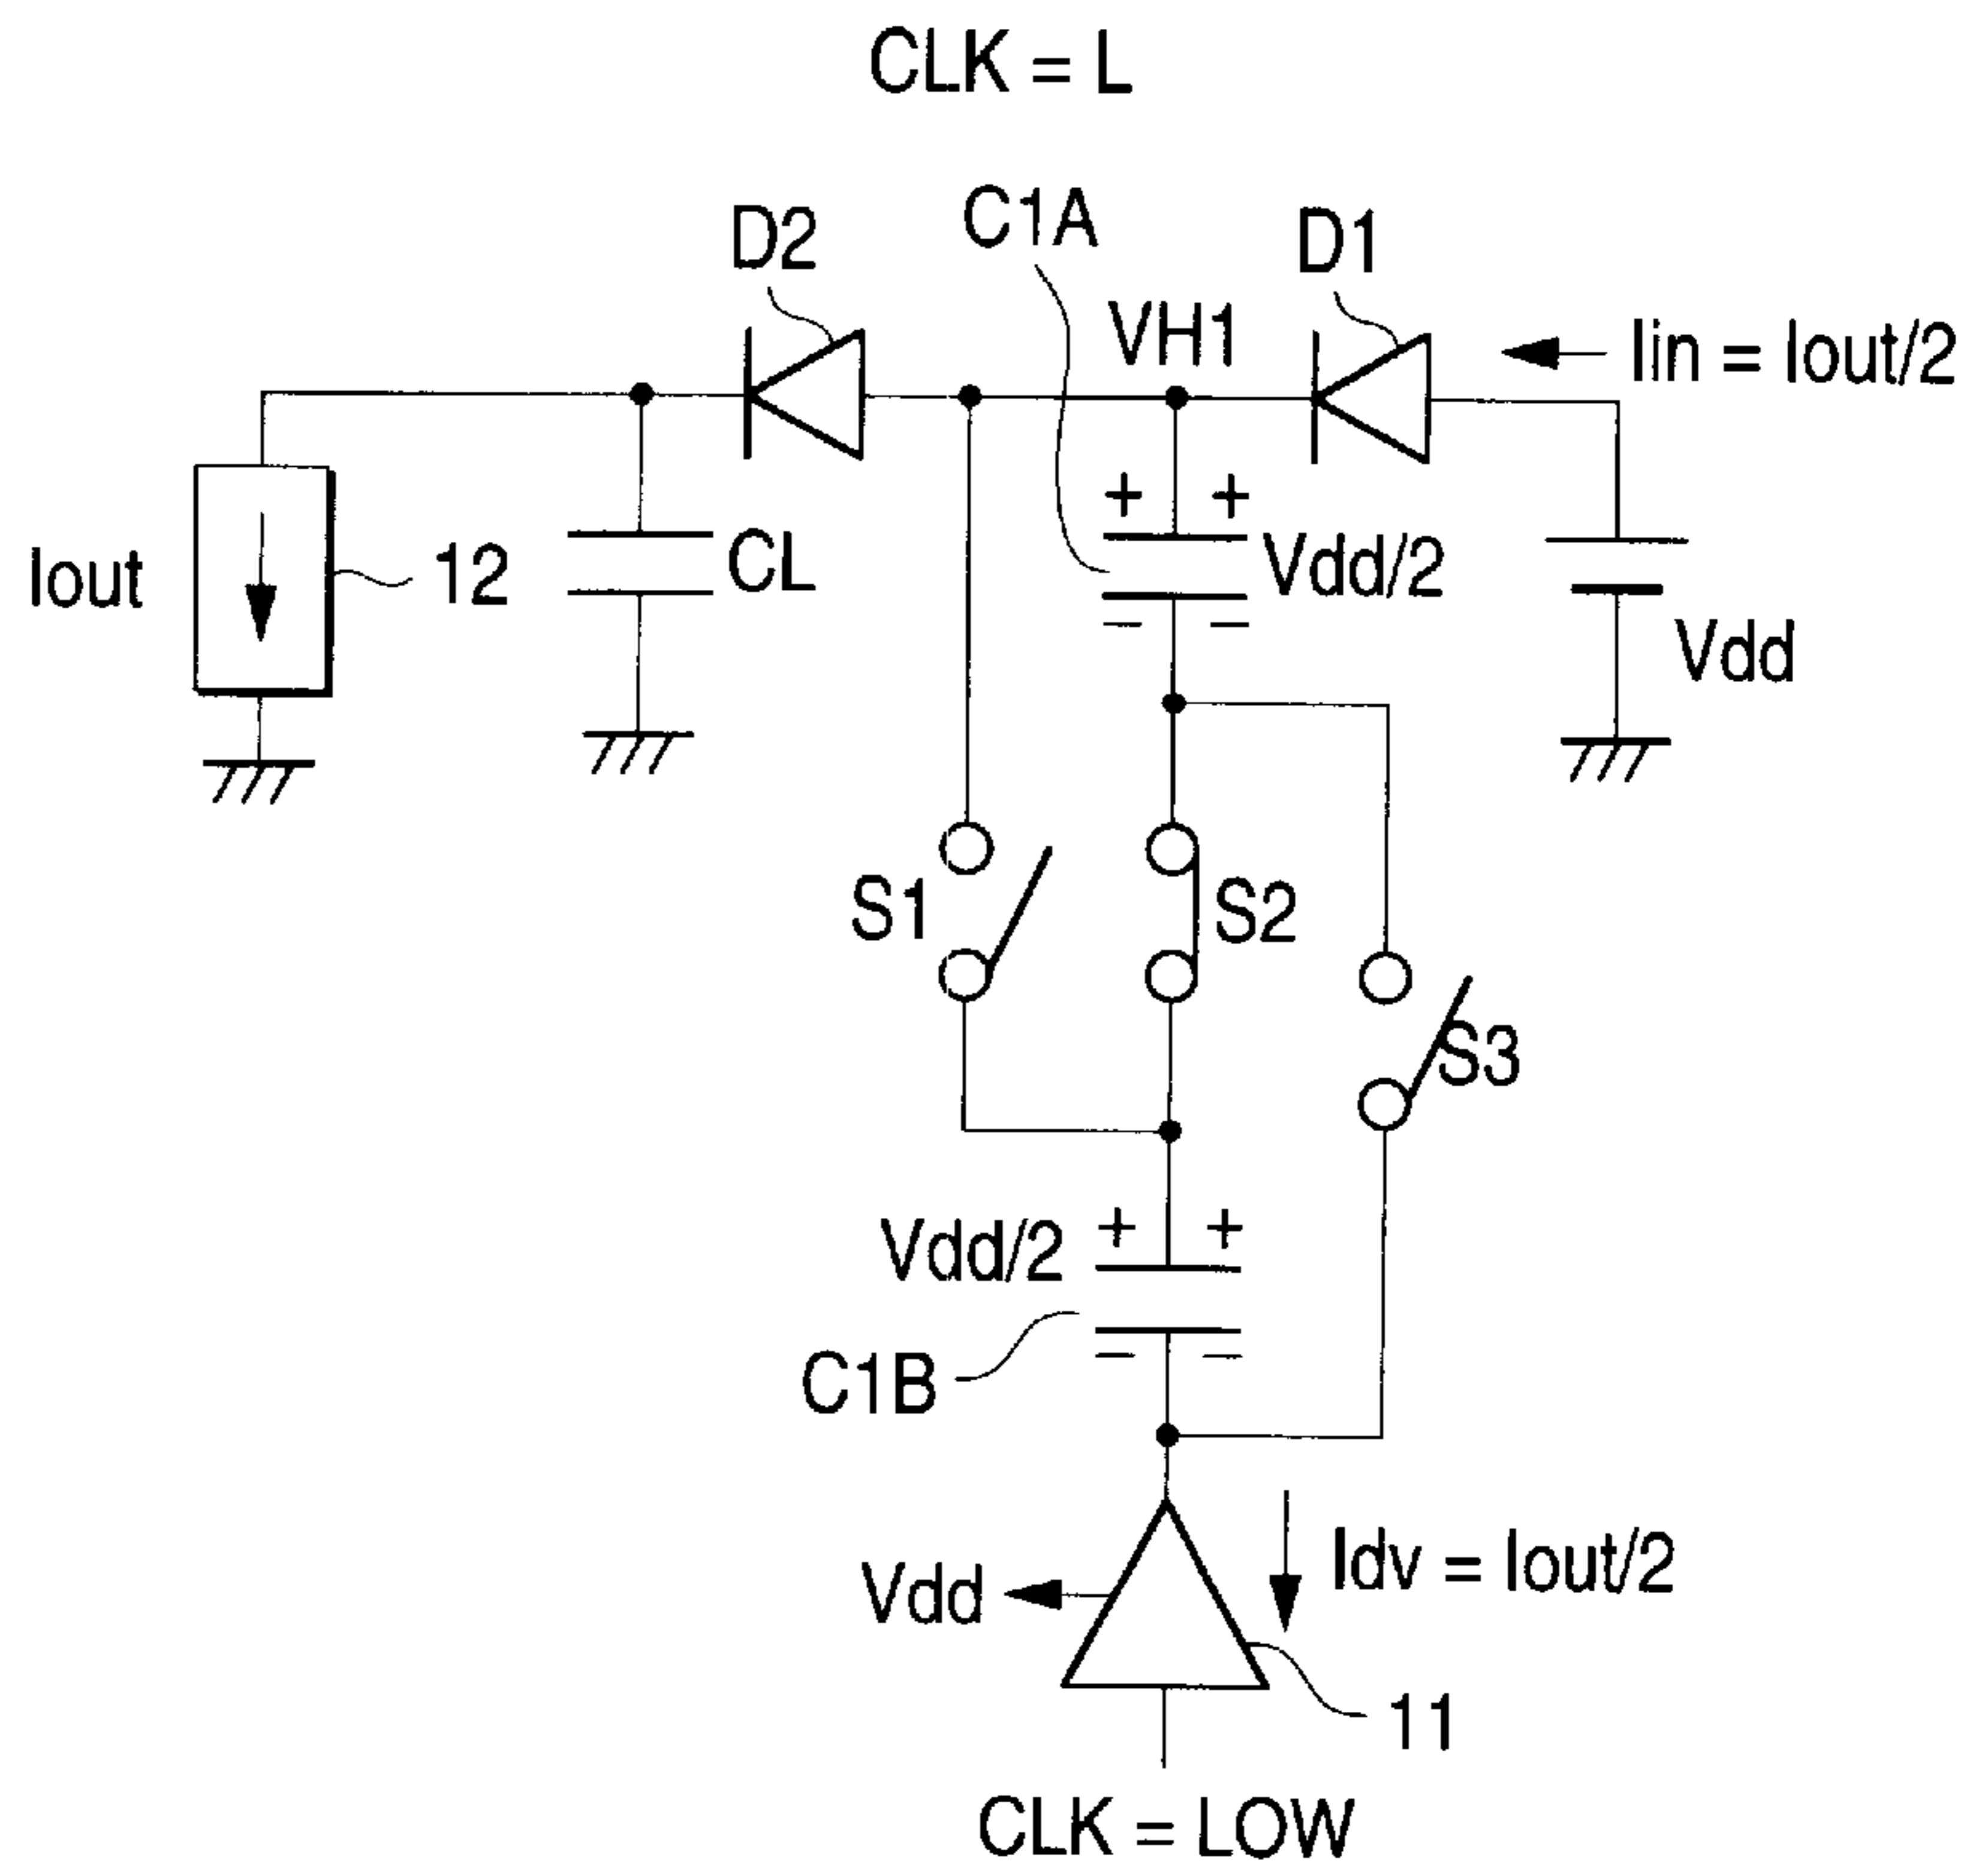 CLK = L
C1A
D2
D1
VH1
Iin = Iout/2
+ +
Iout
12
CL
Vdd/2
− −
Vdd
S1
S2
S3
+ +
Vdd/2
− −
C1B
Vdd
Idv = Iout/2
11
CLK = LOW